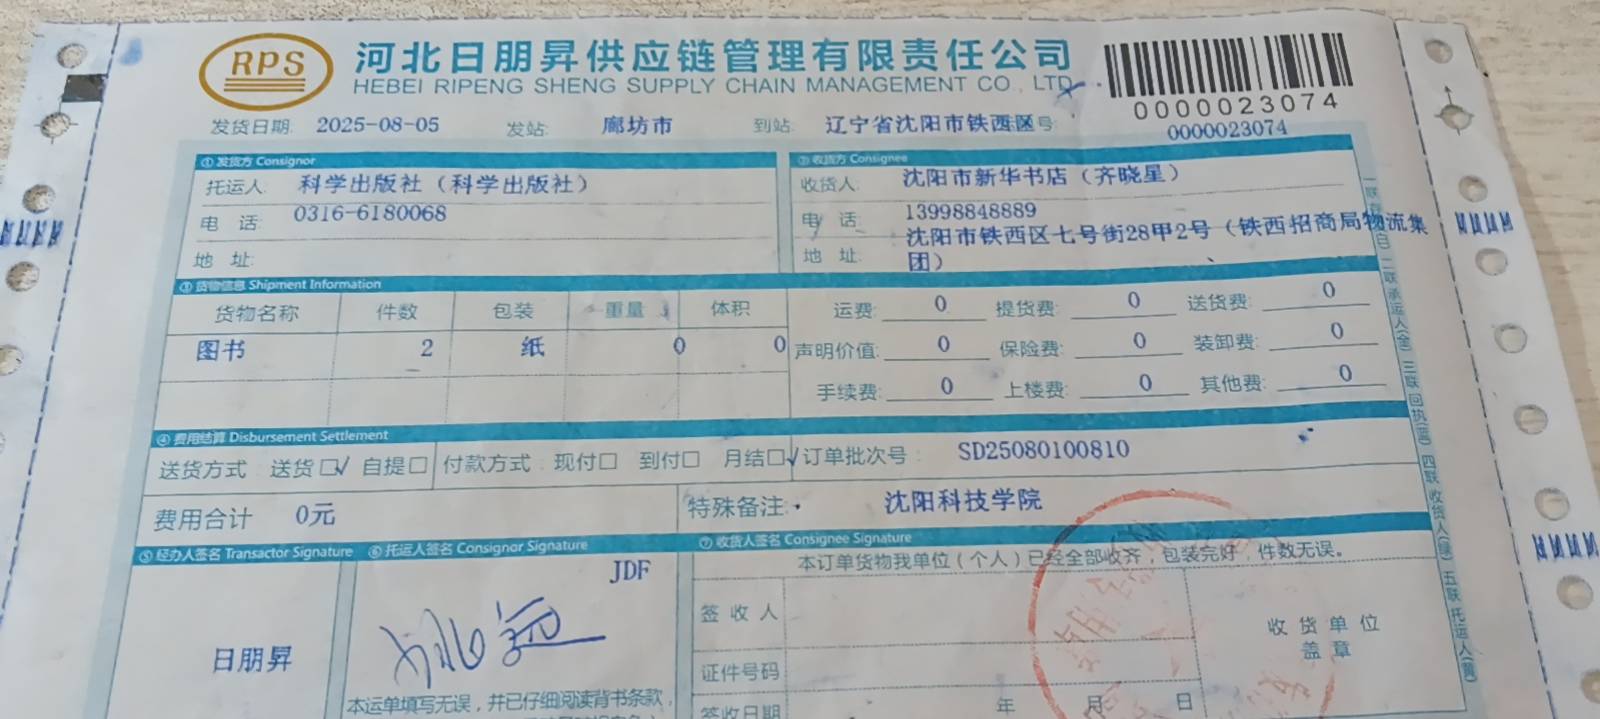 RPS 河北日朋昇供应链管理有限责任公司
HEBEI RIPENG SHENG SUPPLY CHAIN MANAGEMENT CO., LTD
0000023074
发货日期: 2025-08-05 发站: 廊坊市 到站: 辽宁省沈阳市铁西区号: 0000023074
① 发货方 Consignor ② 收货方 Consignee
托运人: 科学出版社（科学出版社） 收货人: 沈阳市新华书店（齐晓星）
电 话: 0316-6180068 电 话: 13998848889
地 址: 地 址: 沈阳市铁西区七号街28甲2号（铁西招商局物流集
团）
③ 货物信息 Shipment Information
货物名称 件数 包装 重量 体积 运费: 0 提货费: 0 送货费: 0
图书 2 纸 0 0 声明价值: 0 保险费: 0 装卸费: 0
手续费: 0 上楼费: 0 其他费: 0
④ 费用结算 Disbursement Settlement
送货方式: 送货□√ 自提□ 付款方式: 现付□ 到付□ 月结□√ 订单批次号: SD25080100810
费用合计 0元 特殊备注: 沈阳科技学院
⑤ 经办人签名 Transactor Signature ⑥ 托运人签名 Consignor Signature ⑦ 收货人签名 Consignee Signature
JDF 本订单货物我单位（个人）已经全部收齐，包装完好，件数无误。
签收人
收货单位
盖章
日朋昇
证件号码
本运单填写无误，并已仔细阅读背书条款，
签收日期 年 月 日